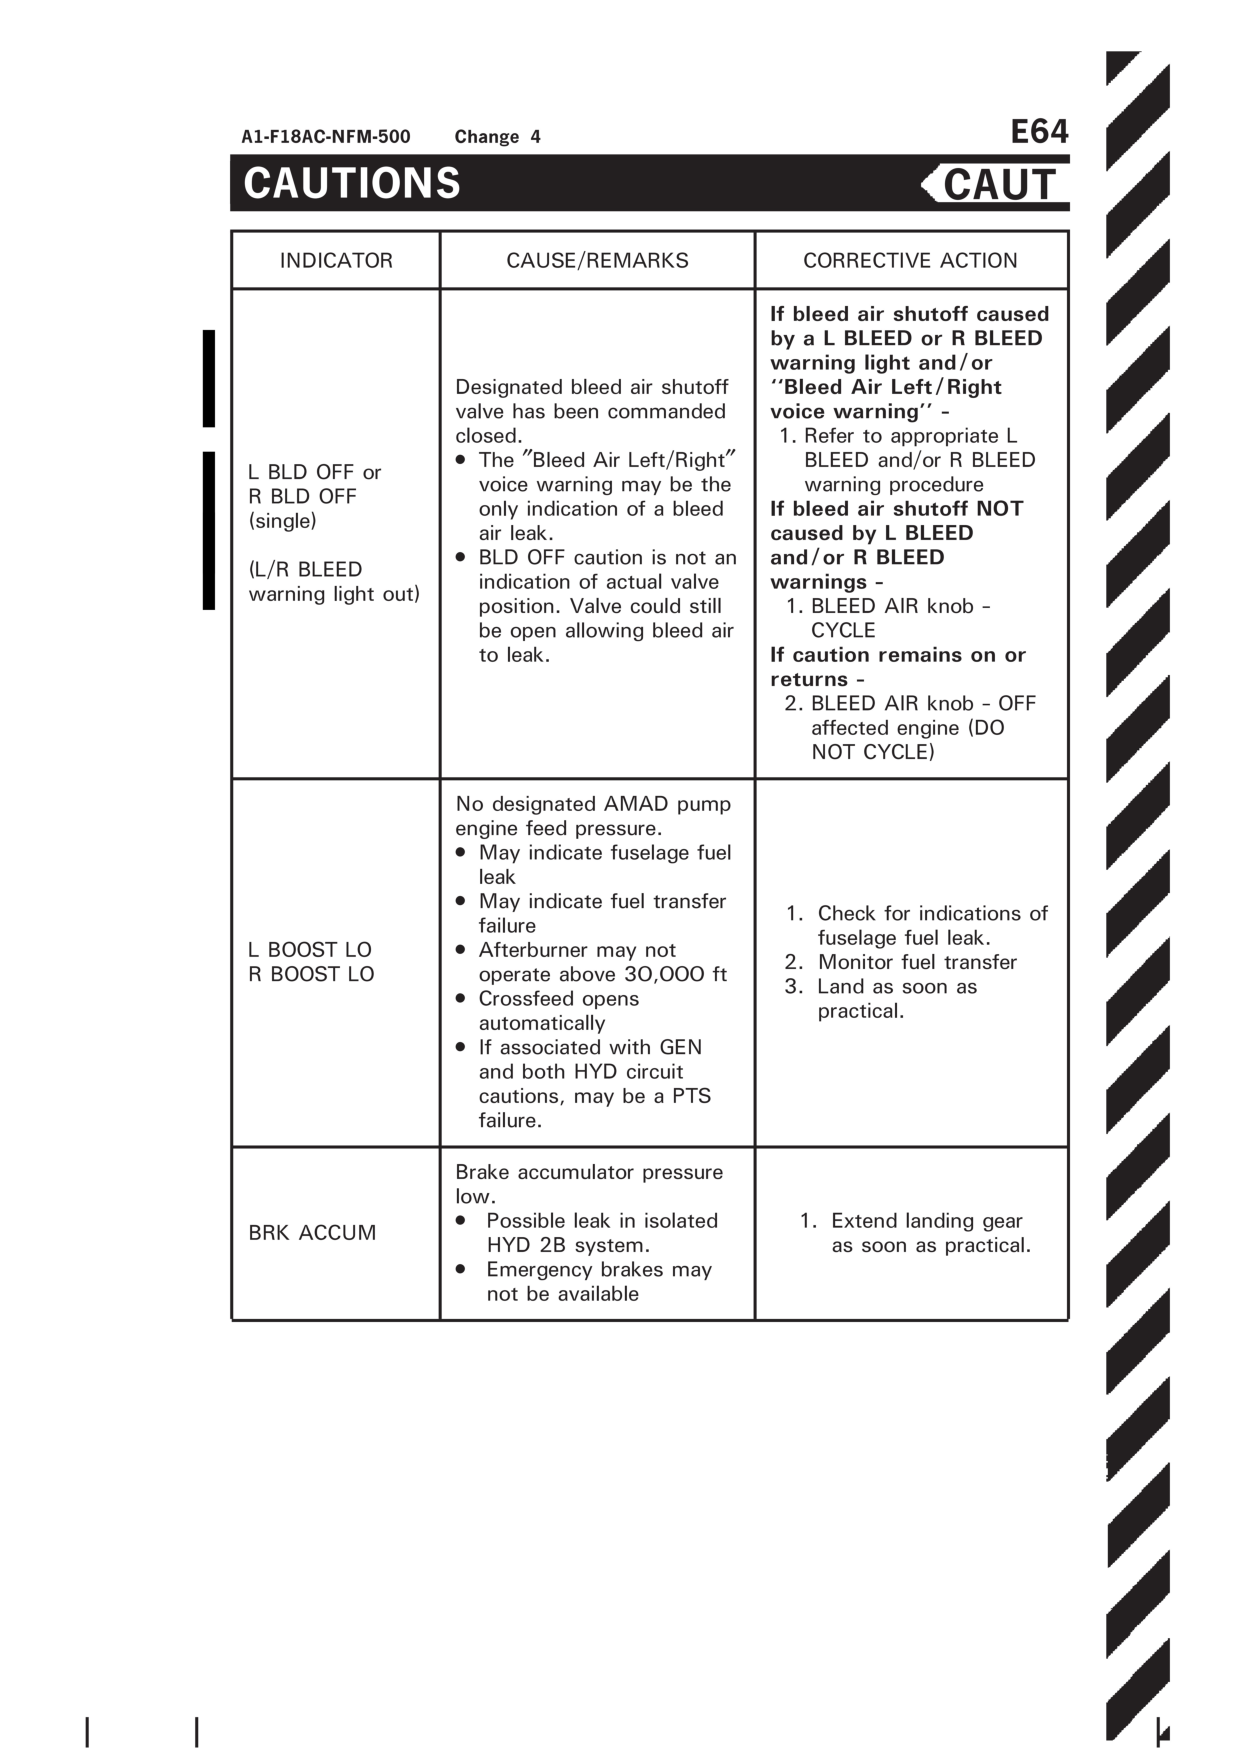 A1-F18AC-NFM-500 Change 4
E64
CAUTIONS
CAUT
INDICATOR
CAUSE/REMARKS
CORRECTIVE ACTION
L BLD OFF or
R BLD OFF
(single)
(L/R BLEED
warning light out)
Designated bleed air shutoff
valve has been commanded
closed.
● The ″Bleed Air Left/Right″
voice warning may be the
only indication of a bleed
air leak.
● BLD OFF caution is not an
indication of actual valve
position. Valve could still
be open allowing bleed air
to leak.
If bleed air shutoff caused
by a L BLEED or R BLEED
warning light and/or
‘‘Bleed Air Left/Right
voice warning’’ -
1. Refer to appropriate L
BLEED and/or R BLEED
warning procedure
If bleed air shutoff NOT
caused by L BLEED
and/or R BLEED
warnings -
1. BLEED AIR knob -
CYCLE
If caution remains on or
returns -
2. BLEED AIR knob - OFF
affected engine (DO
NOT CYCLE)
L BOOST LO
R BOOST LO
No designated AMAD pump
engine feed pressure.
● May indicate fuselage fuel
leak
● May indicate fuel transfer
failure
● Afterburner may not
operate above 30,000 ft
● Crossfeed opens
automatically
● If associated with GEN
and both HYD circuit
cautions, may be a PTS
failure.
1. Check for indications of
fuselage fuel leak.
2. Monitor fuel transfer
3. Land as soon as
practical.
BRK ACCUM
Brake accumulator pressure
low.
● Possible leak in isolated
HYD 2B system.
● Emergency brakes may
not be available
1. Extend landing gear
as soon as practical.